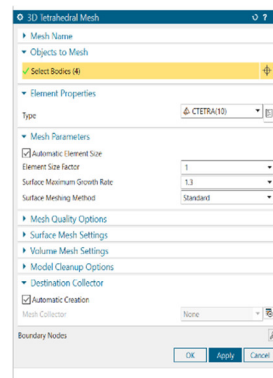 3D Tetrahedral Mesh
Mesh Name
Objects to Mesh
Select Bodies (4)
Element Properties
Type CTETRA(10)
Mesh Parameters
Automatic Element Size
Element Size Factor 1
Surface Maximum Growth Rate 1.3
Surface Meshing Method Standard
Mesh Quality Options
Surface Mesh Settings
Volume Mesh Settings
Model Cleanup Options
Destination Collector
Automatic Creation
Mesh Collector None
Boundary Nodes
OK Apply Cancel